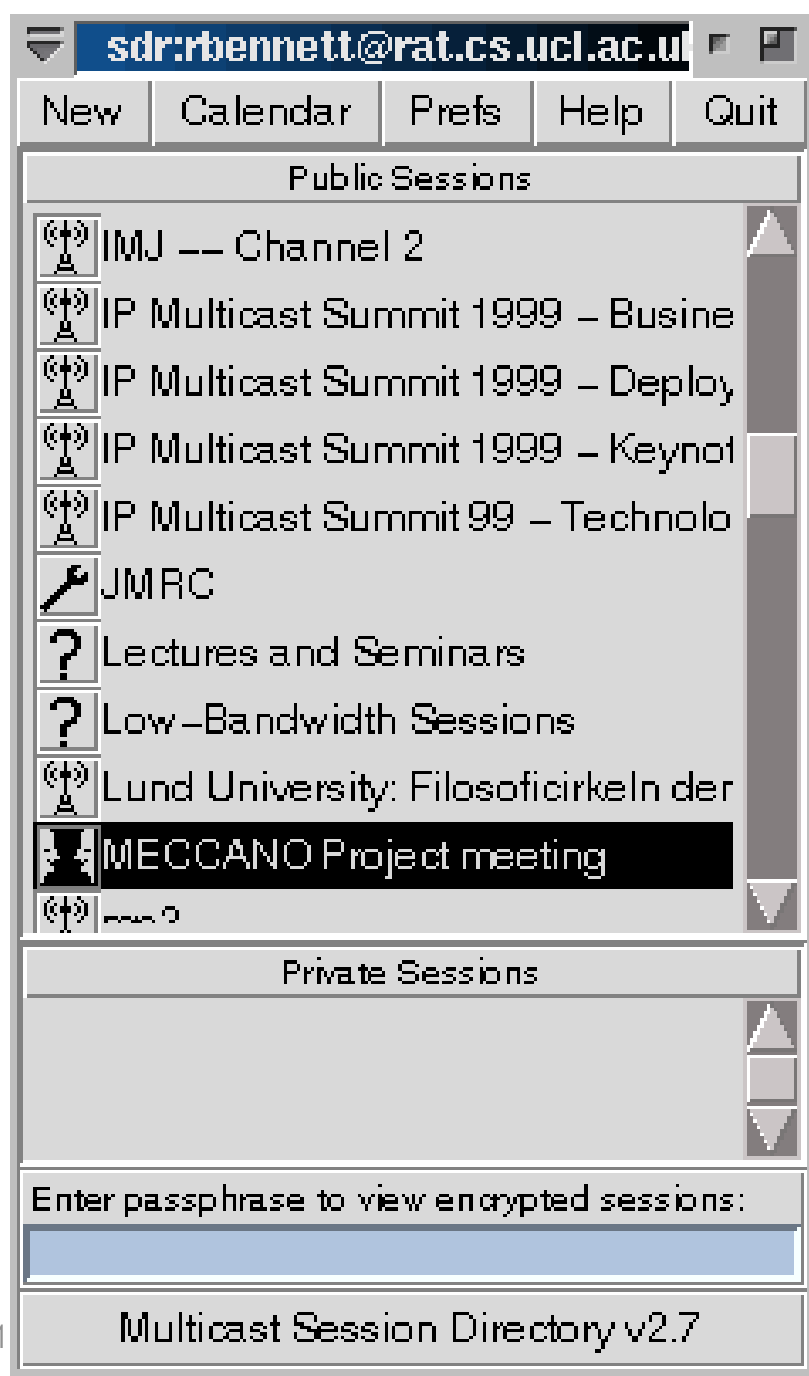 sdr:rbennett@rat.cs.ucl.ac.u
New Calendar Prefs Help Quit
Public Sessions
IMJ -- Channel 2
IP Multicast Summit 1999 - Busine
IP Multicast Summit 1999 - Deploy
IP Multicast Summit 1999 - Keynot
IP Multicast Summit 99 - Technolo
JMRC
Lectures and Seminars
Low-Bandwidth Sessions
Lund University: Filosoficirkeln der
MECCANO Project meeting
Private Sessions
Enter passphrase to view encrypted sessions:
Multicast Session Directory v2.7